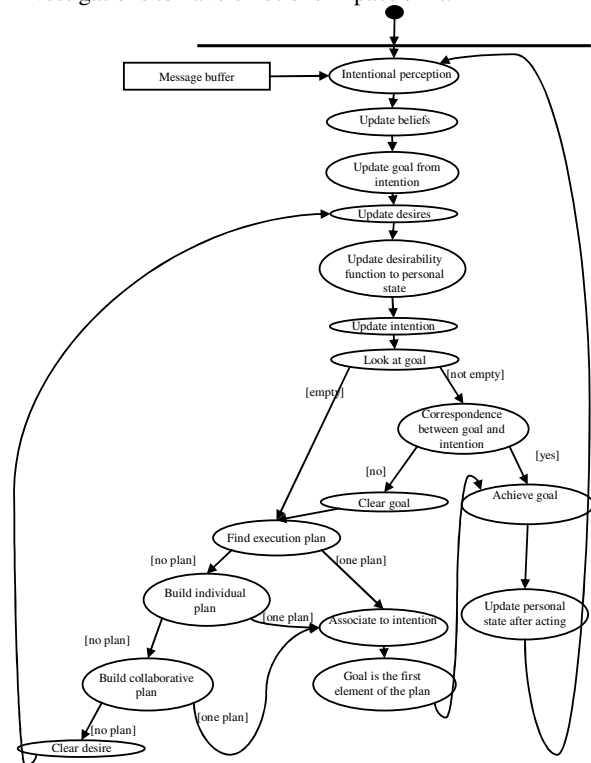 Message buffer
Intentional perception
Update beliefs
Update goal from
intention
Update desires
Update desirability
function to personal
state
Update intention
Look at goal
[empty]
[not empty]
Correspondence
between goal and
intention
[no]
[yes]
Clear goal
Achieve goal
Find execution plan
[no plan]
[one plan]
Build individual
plan
[one plan]
Associate to intention
Update personal
state after acting
[no plan]
Build collaborative
plan
Goal is the first
element of the plan
[no plan]
[one plan]
Clear desire